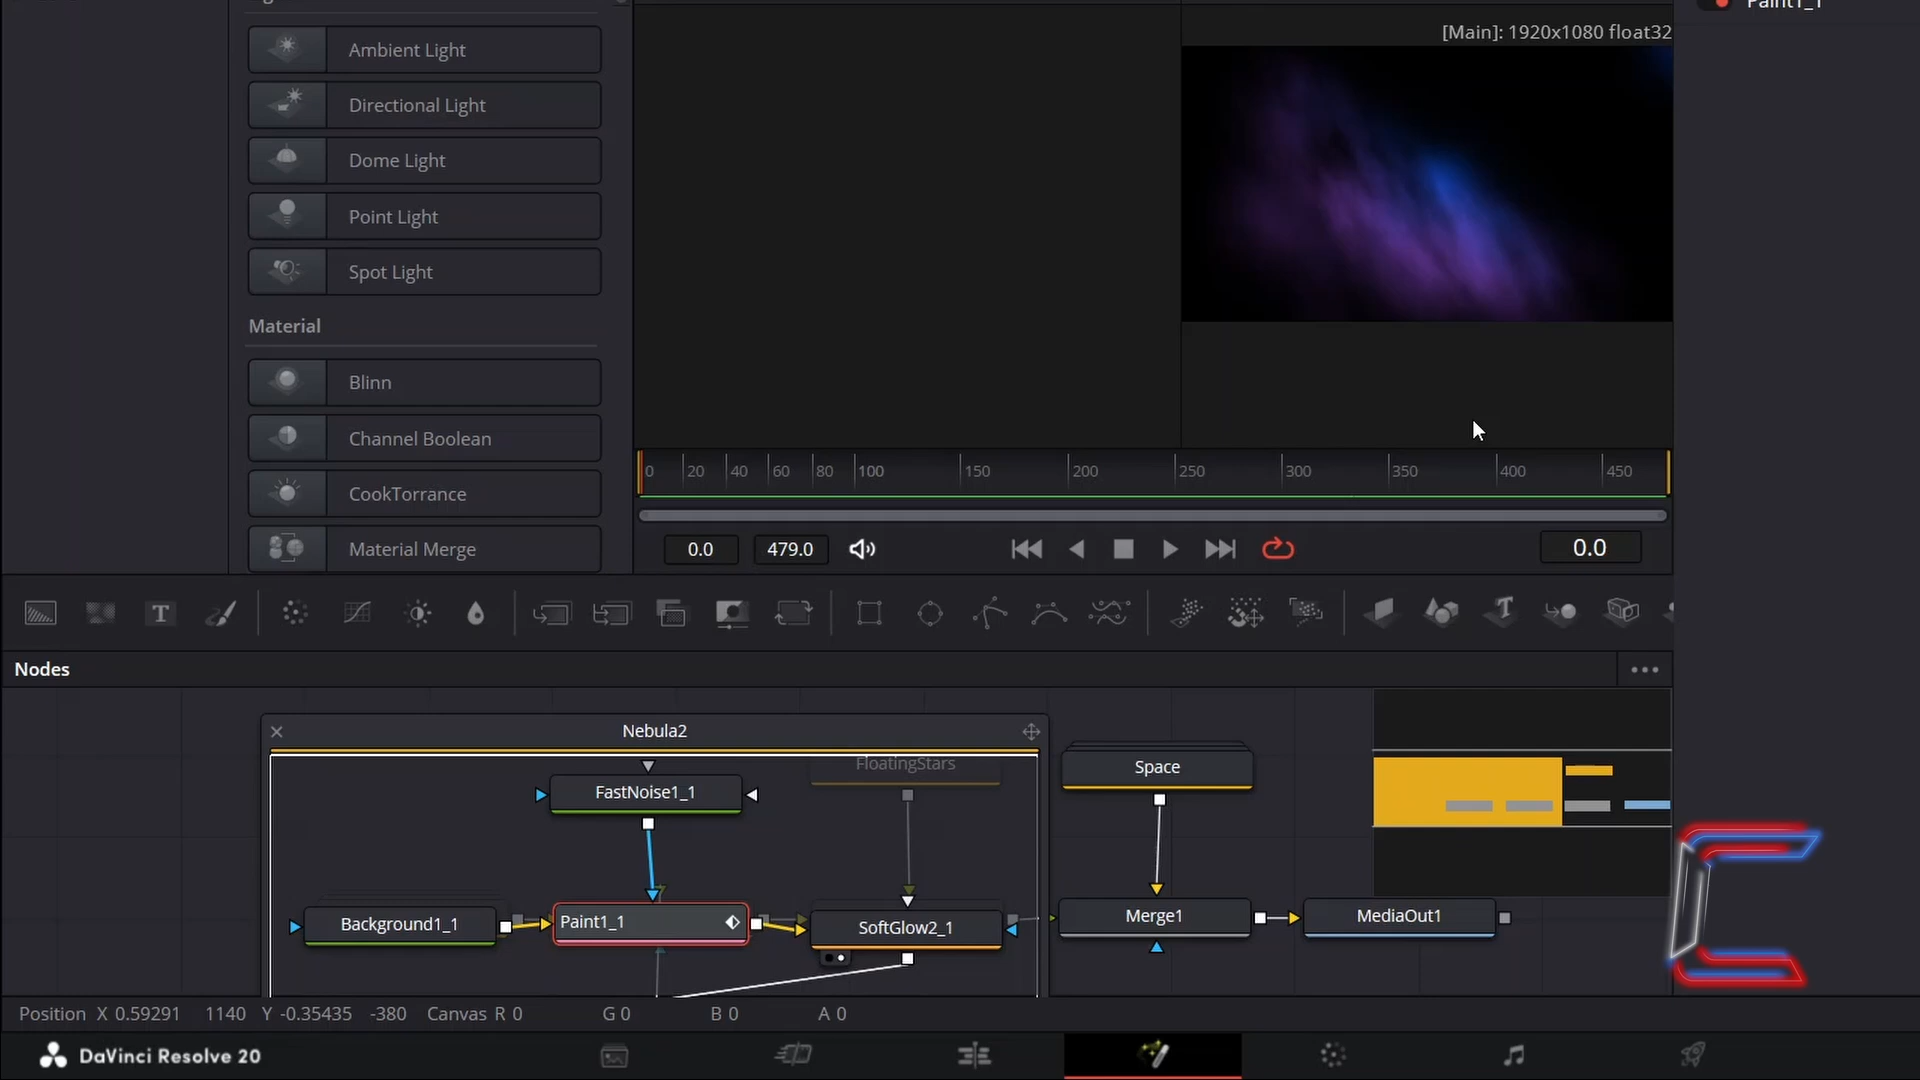 Paint1_1
[Main]: 1920x1080 float32
Ambient Light
Directional Light
Dome Light
Point Light
Spot Light
Material
Blinn
Channel Boolean
CookTorrance
Material Merge
0 20 40 60 80 100 150 200 250 300 350 400 450
0.0 479.0 0.0
Nodes
Nebula2
FastNoise1_1
FloatingStars
Space
Background1_1
Paint1_1
SoftGlow2_1
Merge1
MediaOut1
Position X 0.59291 1140 Y -0.35435 -380 Canvas R 0 G 0 B 0 A 0
DaVinci Resolve 20